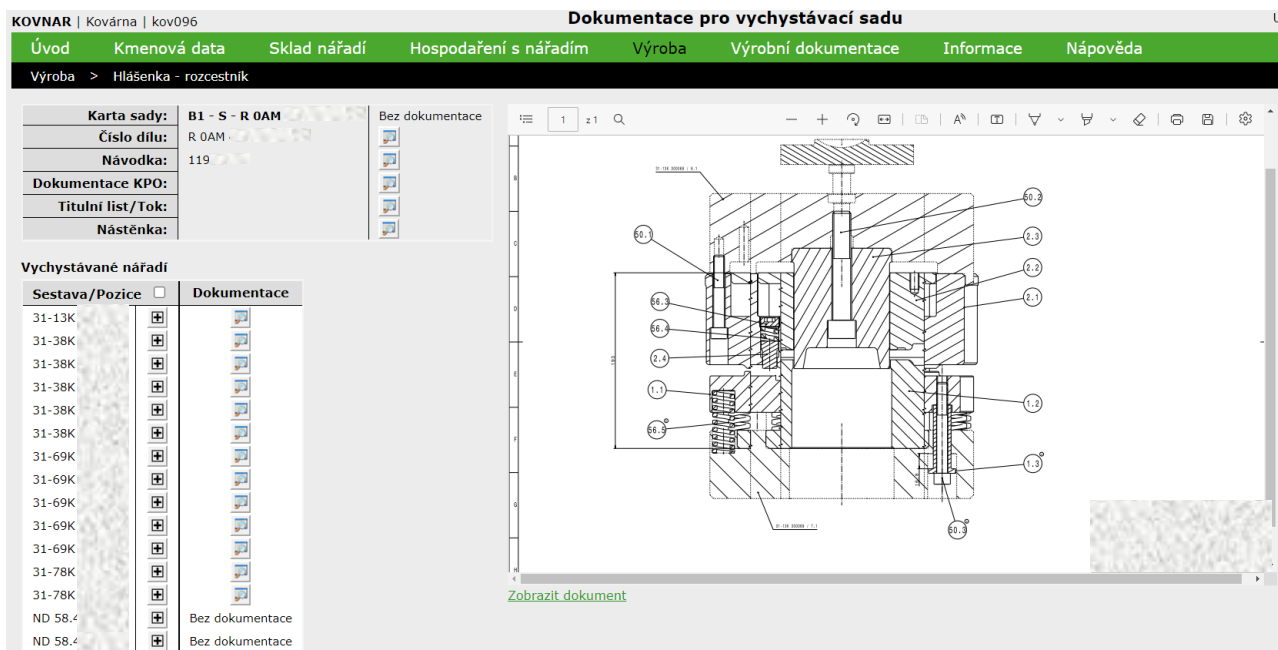 KOVNAR | Kovárna | kov096
Dokumentace pro vychystávací sadu
Úvod Kmenová data Sklad nářadí Hospodaření s nářadím Výroba Výrobní dokumentace Informace Nápověda
Výroba > Hlášenka - rozcestník
Karta sady: B1 - S - R 0AM Bez dokumentace
Číslo dílu: R 0AM
Návodka: 119
Dokumentace KPO:
Titulní list/Tok:
Nástěnka:
Vychystávané nářadí
Sestava/Pozice Dokumentace
31-13K
31-38K
31-38K
31-38K
31-38K
31-38K
31-69K
31-69K
31-69K
31-69K
31-69K
31-78K
31-78K
ND 58.4 Bez dokumentace
ND 58.4 Bez dokumentace
1 z 1
50.2
50.1
2.3
2.2
2.1
56.3
56.4
2.4
1.1
1.2
56.5
1.3
50.3
C
D
E
F
G
H
Zobrazit dokument